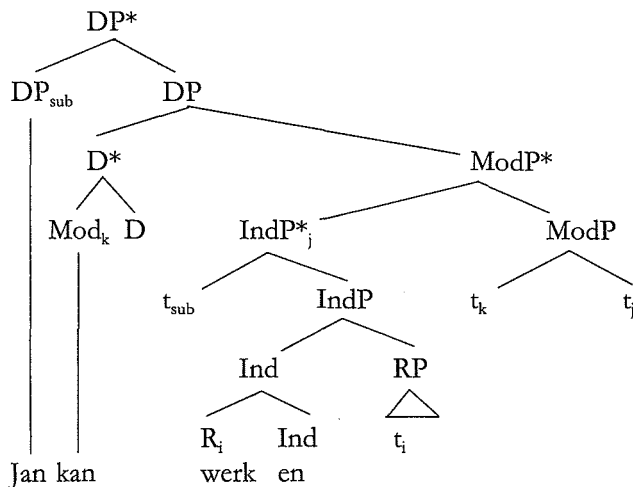 DP*
DP_sub DP
D* ModP*
Mod_k D IndP*_j ModP
t_sub IndP t_k t_j
Ind RP
R_i Ind t_i
Jan kan werk en